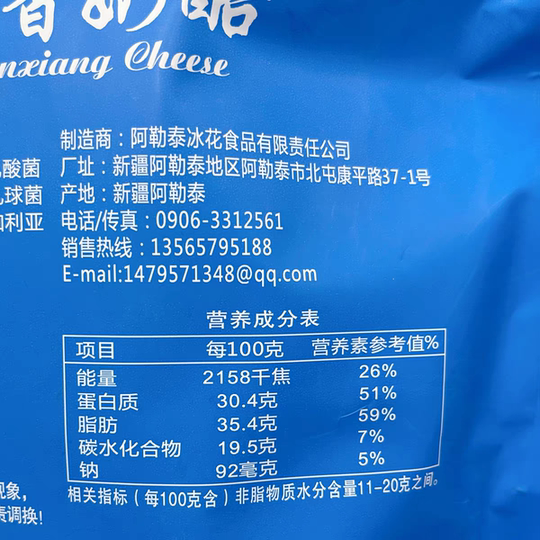 奶酪
nxiang Cheese
制造商：阿勒泰冰花食品有限责任公司
酸菌 厂址：新疆阿勒泰地区阿勒泰市北屯康平路37-1号
球菌 产地：新疆阿勒泰
利亚 电话/传真：0906-3312561
销售热线：13565795188
E-mail:1479571348@qq.com
营养成分表
项目 每100克 营养素参考值%
能量 2158千焦 26%
蛋白质 30.4克 51%
脂肪 35.4克 59%
碳水化合物 19.5克 7%
钠 92毫克 5%
相关指标（每100克含）非脂物质水分含量11-20克之间。
现象，
责调换！